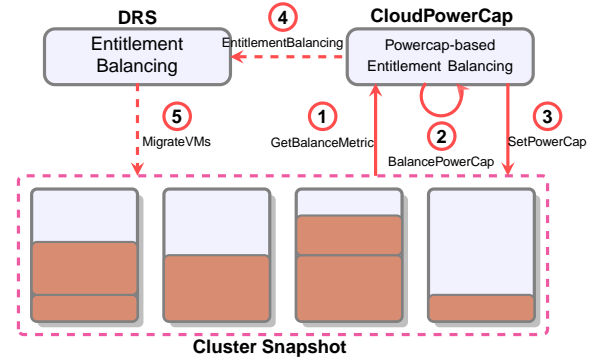 DRS
CloudPowerCap
4
Entitlement
Balancing
EntitlementBalancing
Powercap-based
Entitlement Balancing
5
1
3
MigrateVMs
GetBalanceMetric
2
SetPowerCap
BalancePowerCap
Cluster Snapshot